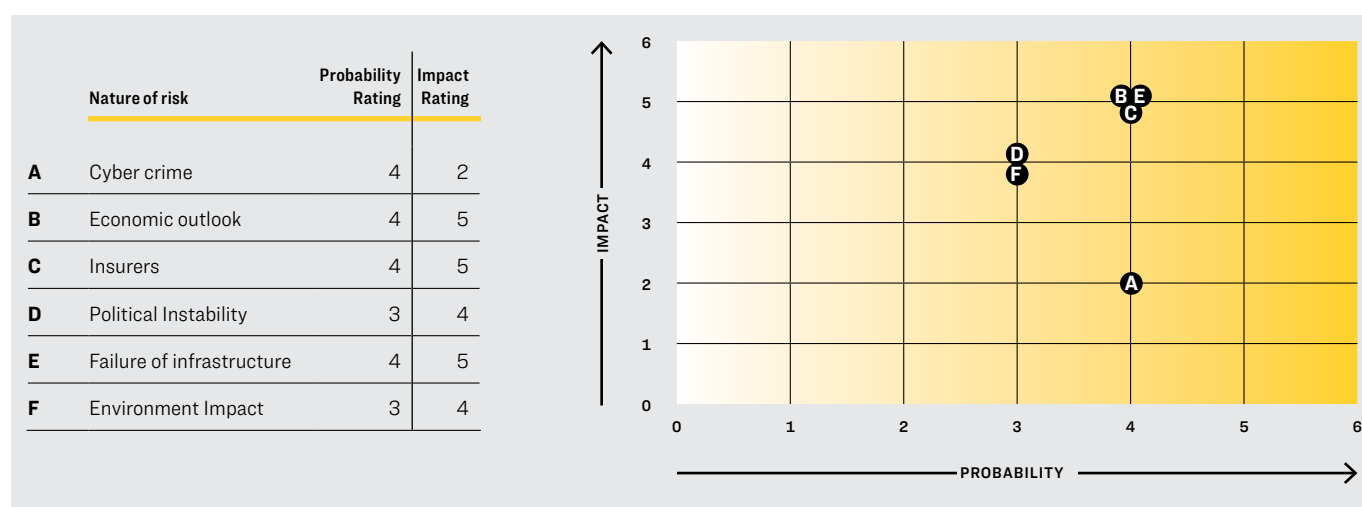 Nature of risk Probability Rating Impact Rating
A Cyber crime 4 2
B Economic outlook 4 5
C Insurers 4 5
D Political Instability 3 4
E Failure of infrastructure 4 5
F Environment Impact 3 4
IMPACT
6
5
4
3
2
1
0
B E
C
D
F
A
0 1 2 3 4 5 6
PROBABILITY